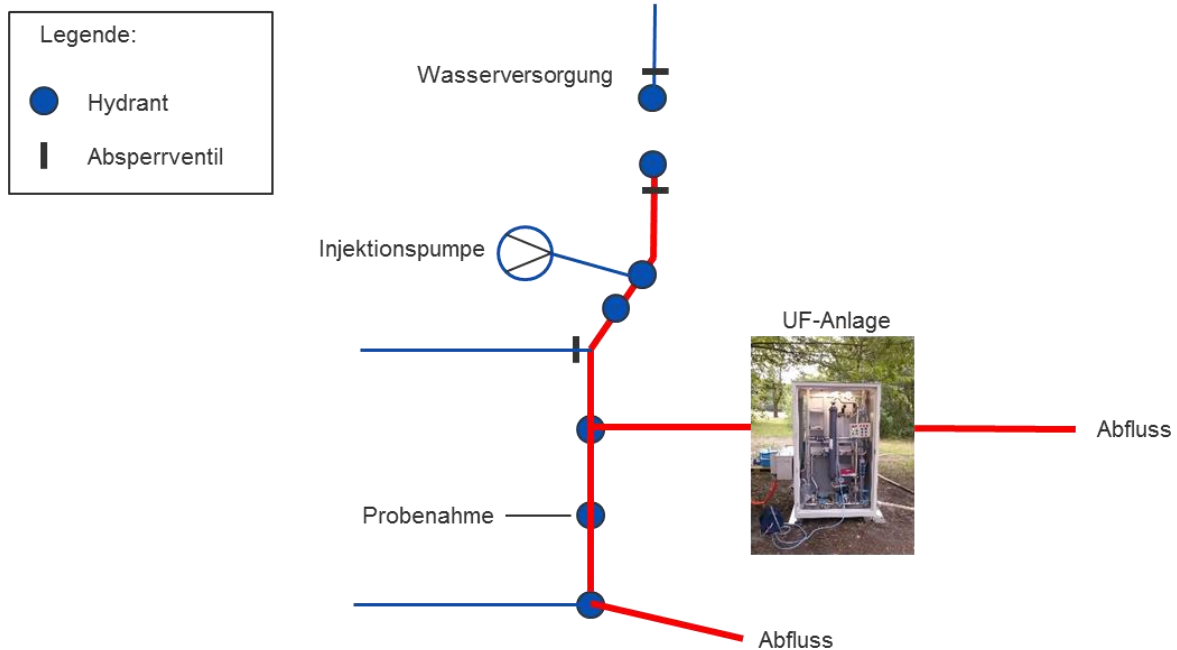 Legende:
Hydrant
Absperrventil
Wasserversorgung
Injektionspumpe
UF-Anlage
Abfluss
Probenahme
Abfluss